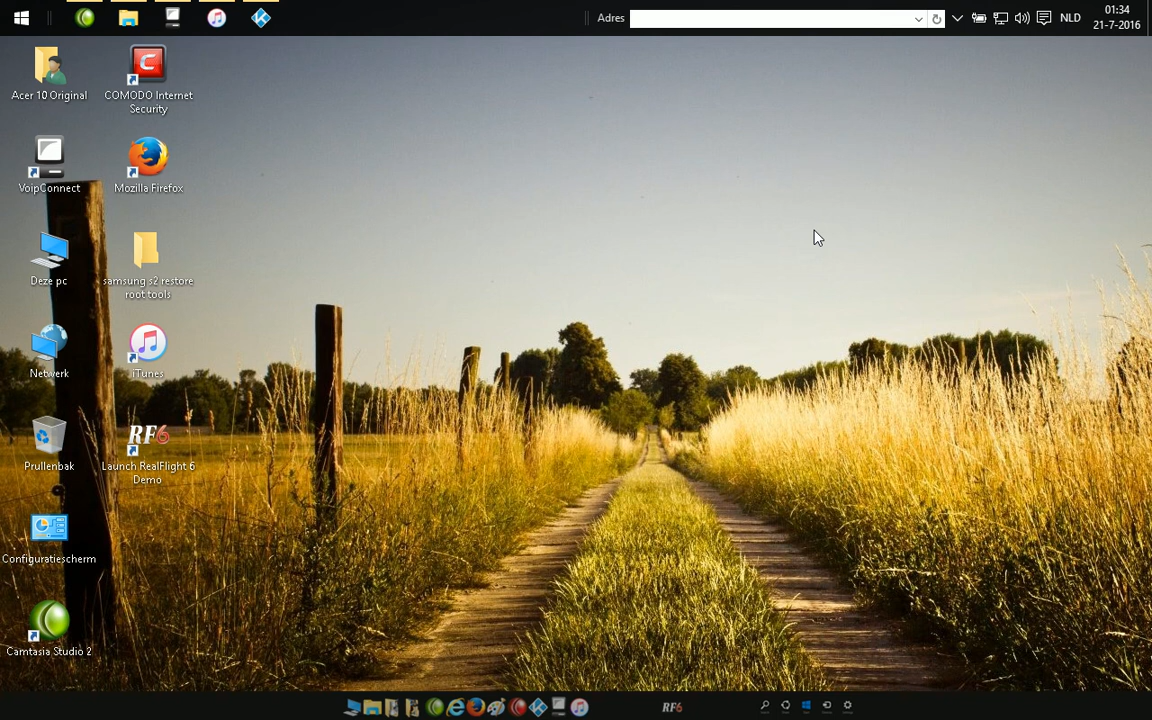 Adres
NLD
01:34
21-7-2016
Acer 10 Original
COMODO Internet
Security
VoipConnect
Mozilla Firefox
Deze pc
samsung s2 restore
root tools
Netwerk
iTunes
Prullenbak
RF6
Launch RealFlight 6
Demo
Configuratiescherm
Camtasia Studio 2
RF6